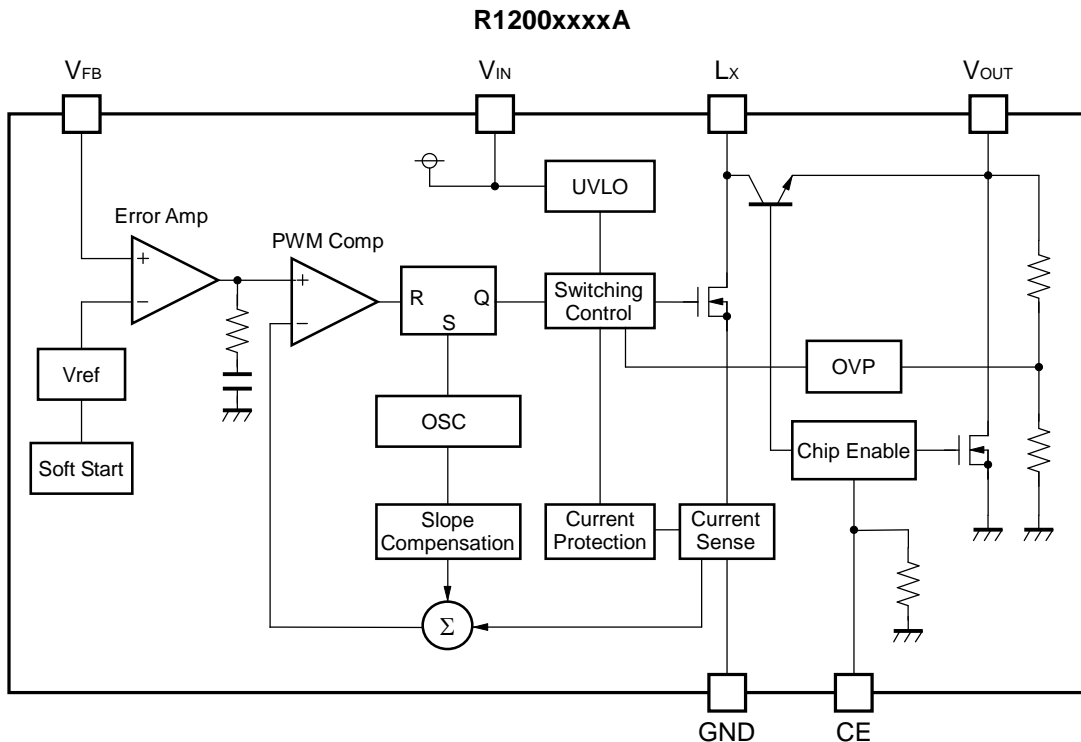 R1200xxxxA
VFB
VIN
LX
VOUT
UVLO
Error Amp
PWM Comp
+
−
+
−
R
Q
S
Switching
Control
Vref
OVP
OSC
Chip Enable
Soft Start
Slope
Compensation
Current
Protection
Current
Sense
Σ
GND
CE